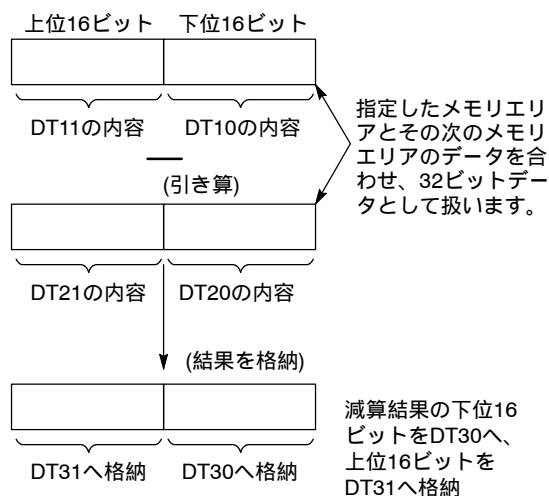 上位16ビット 下位16ビット
DT11の内容 DT10の内容
指定したメモリエリ
アとその次のメモリ
エリアのデータを合
わせ、32ビットデー
タとして扱います。
(引き算)
DT21の内容 DT20の内容
(結果を格納)
DT31へ格納 DT30へ格納
減算結果の下位16
ビットをDT30へ、
上位16ビットを
DT31へ格納